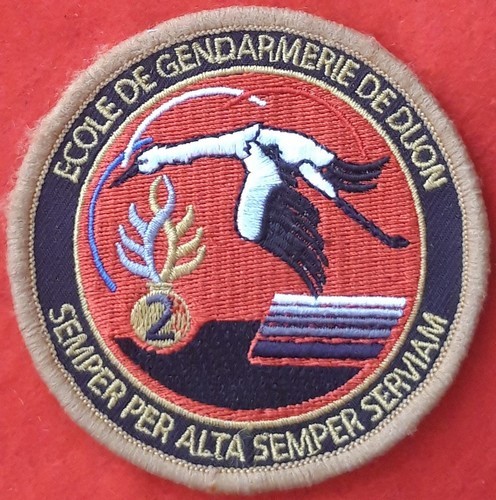 ECOLE DE GENDARMERIE DE DIJON
2
SEMPER PER ALTA SEMPER SERVIAM